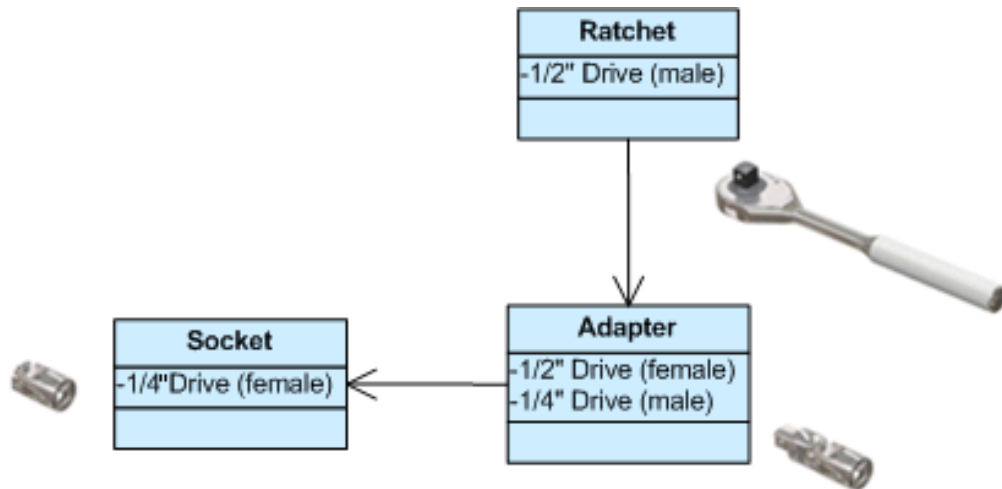 Ratchet
-1/2" Drive (male)
Adapter
-1/2" Drive (female)
-1/4" Drive (male)
Socket
-1/4"Drive (female)